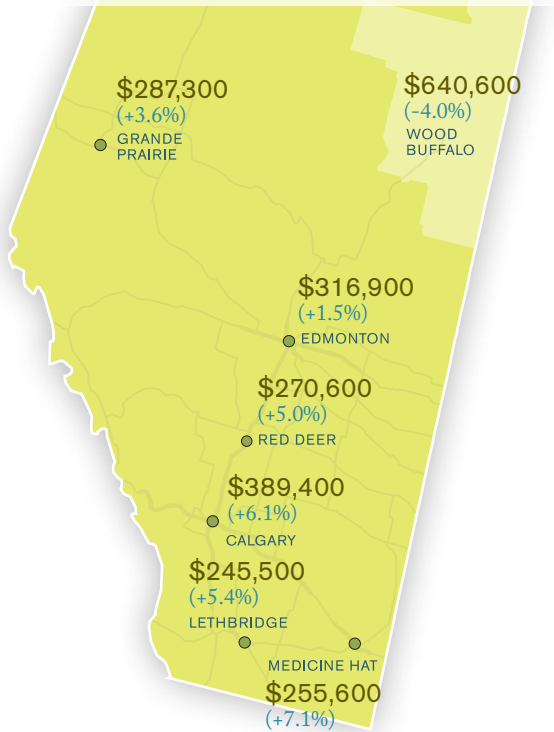 $287,300
(+3.6%)
GRANDE
PRAIRIE
$640,600
(-4.0%)
WOOD
BUFFALO
$316,900
(+1.5%)
EDMONTON
$270,600
(+5.0%)
RED DEER
$389,400
(+6.1%)
CALGARY
$245,500
(+5.4%)
LETHBRIDGE
MEDICINE HAT
$255,600
(+7.1%)